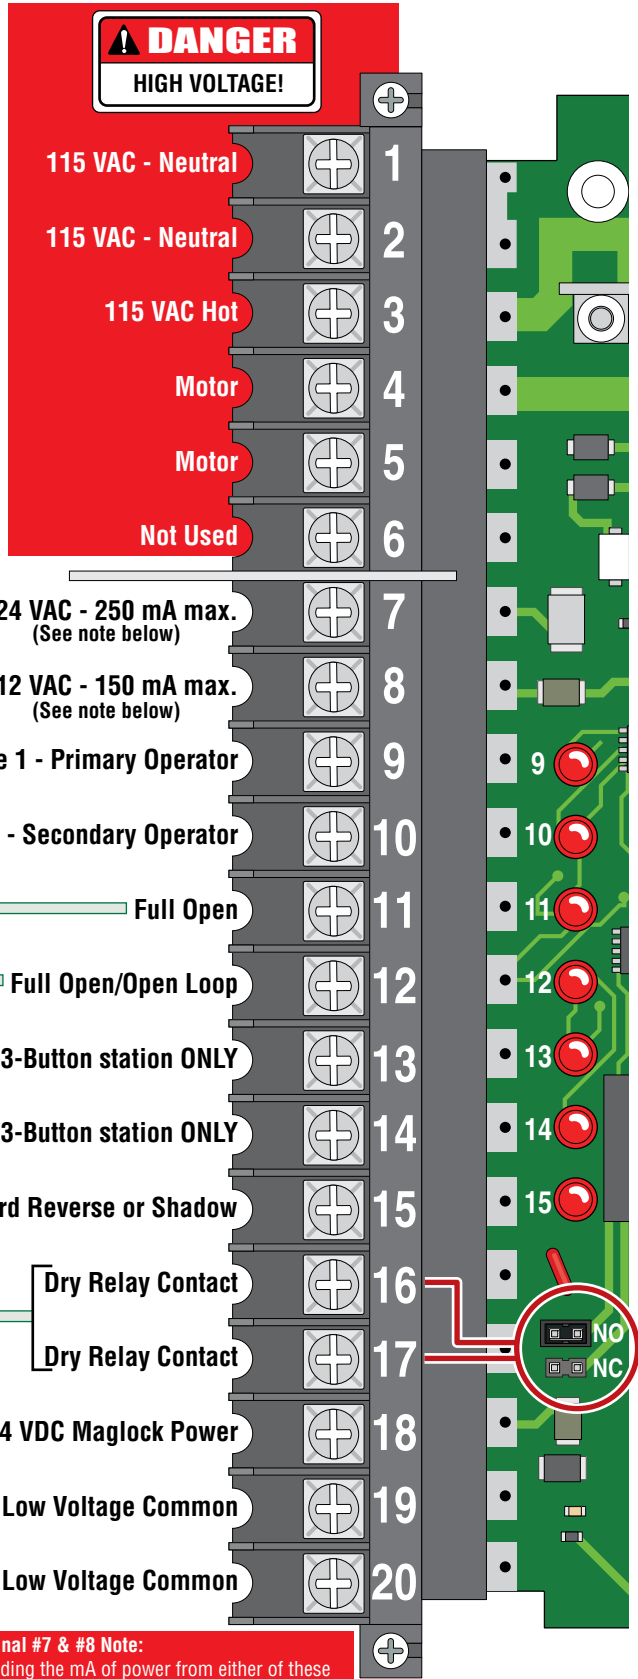 DANGER
HIGH VOLTAGE!
115 VAC - Neutral 1
115 VAC - Neutral 2
115 VAC Hot 3
Motor 4
Motor 5
Not Used 6
24 VAC - 250 mA max. 7
(See note below)
12 VAC - 150 mA max. 8
(See note below)
1 - Primary Operator 9 9
- Secondary Operator 10 10
Full Open 11 11
Full Open/Open Loop 12 12
3-Button station ONLY 13 13
3-Button station ONLY 14 14
Reverse or Shadow 15 15
Dry Relay Contact 16
NO
Dry Relay Contact 17
NC
4 VDC Maglock Power 18
Low Voltage Common 19
Low Voltage Common 20
#7 & #8 Note:
the mA of power from either of these